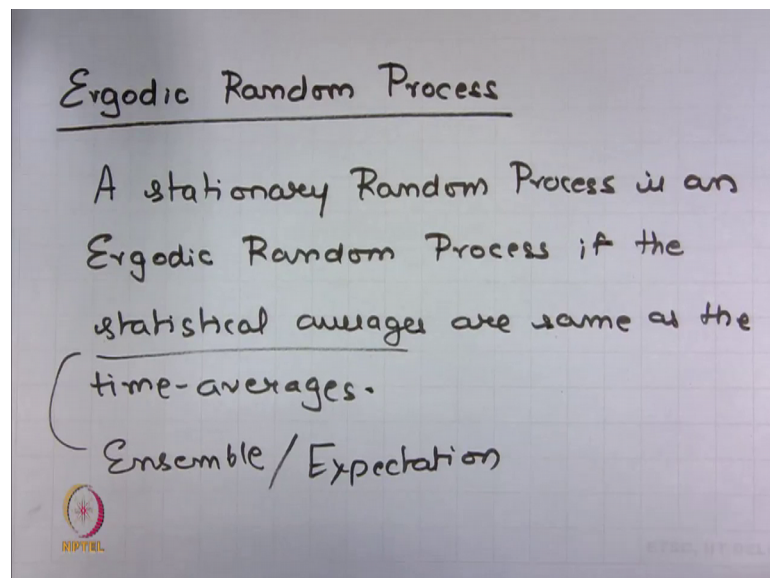 Ergodic Random Process
A stationary Random Process is an
Ergodic Random Process if the
statistical averages are same as the
time-averages.
Ensemble/Expectation
NPTEL